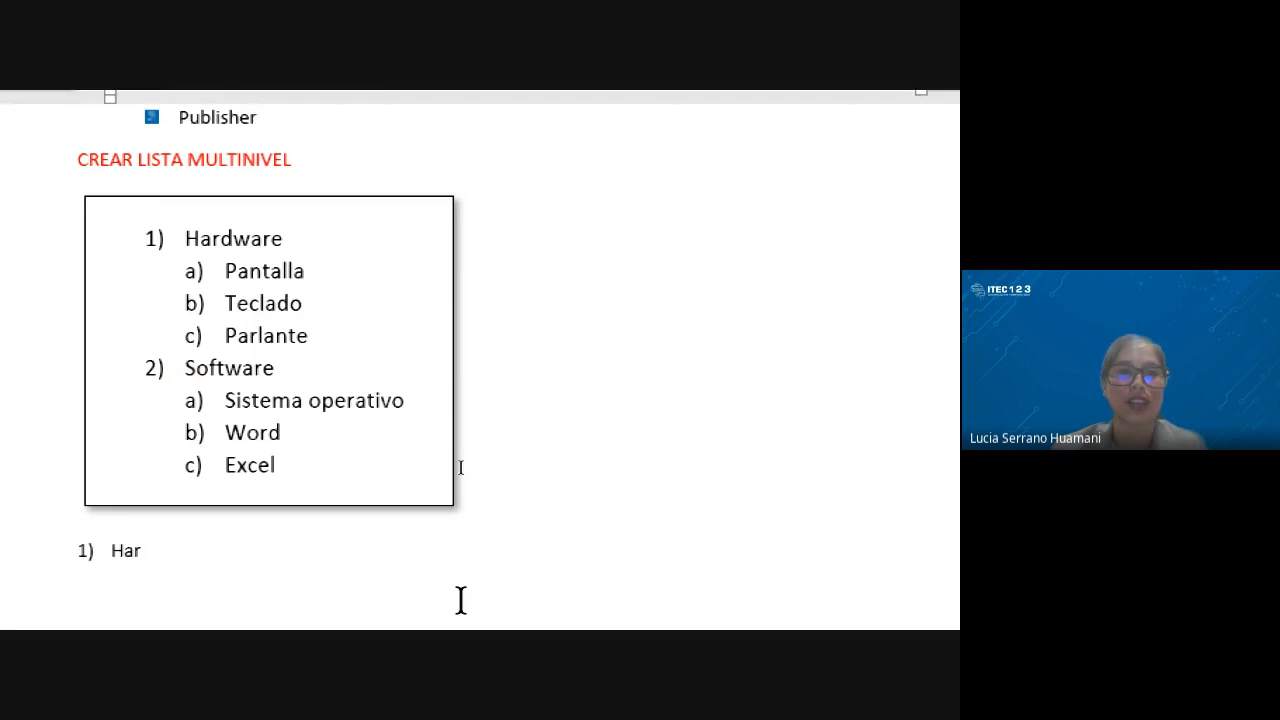 Publisher
CREAR LISTA MULTINIVEL
1) Hardware
a) Pantalla
b) Teclado
c) Parlante
2) Software
a) Sistema operativo
b) Word
c) Excel
1) Har
ITEC 1 2 3
Lucia Serrano Huamani